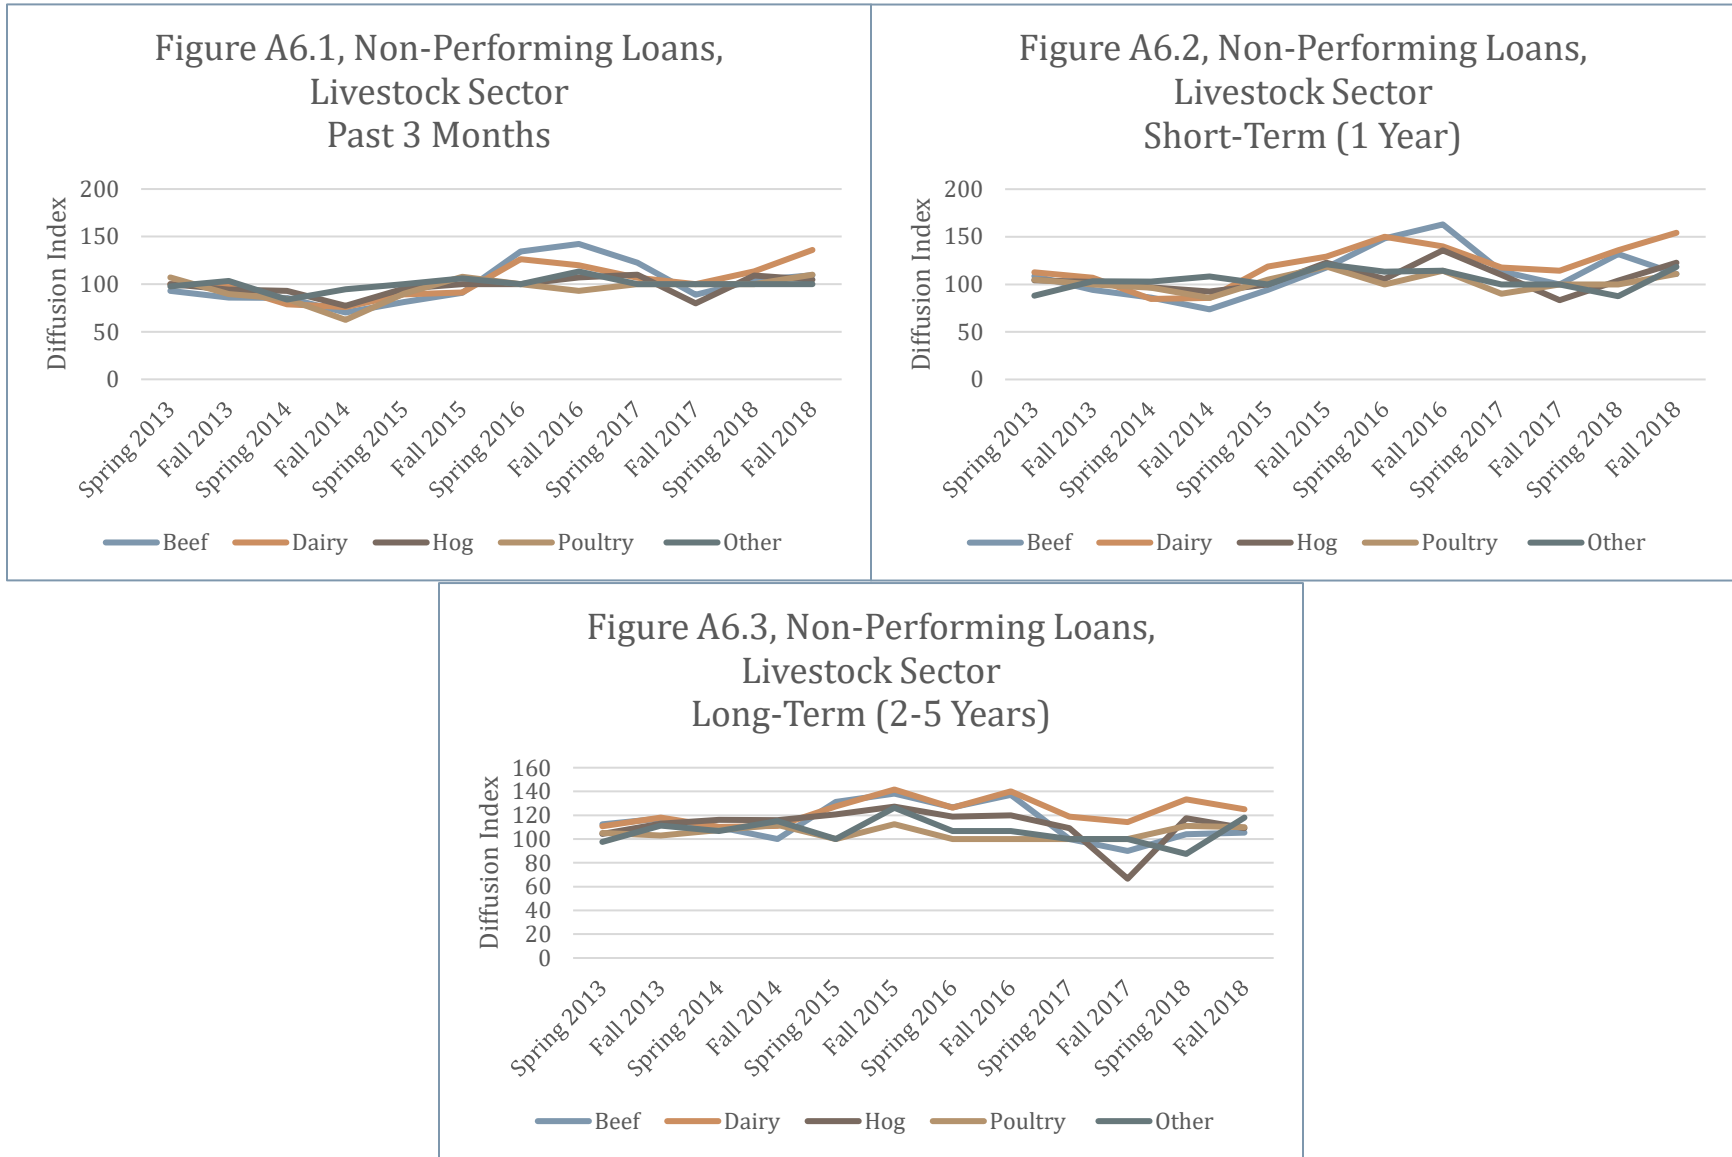 Figure A6.1, Non-Performing Loans,
Livestock Sector
Past 3 Months
Diffusion Index
200
150
100
50
0
Spring 2013
Fall 2013
Spring 2014
Fall 2014
Spring 2015
Fall 2015
Spring 2016
Fall 2016
Spring 2017
Fall 2017
Spring 2018
Fall 2018
Beef Dairy Hog Poultry Other
Figure A6.2, Non-Performing Loans,
Livestock Sector
Short-Term (1 Year)
Diffusion Index
200
150
100
50
0
Spring 2013
Fall 2013
Spring 2014
Fall 2014
Spring 2015
Fall 2015
Spring 2016
Fall 2016
Spring 2017
Fall 2017
Spring 2018
Fall 2018
Beef Dairy Hog Poultry Other
Figure A6.3, Non-Performing Loans,
Livestock Sector
Long-Term (2-5 Years)
Diffusion Index
160
140
120
100
80
60
40
20
0
Spring 2013
Fall 2013
Spring 2014
Fall 2014
Spring 2015
Fall 2015
Spring 2016
Fall 2016
Spring 2017
Fall 2017
Spring 2018
Fall 2018
Beef Dairy Hog Poultry Other